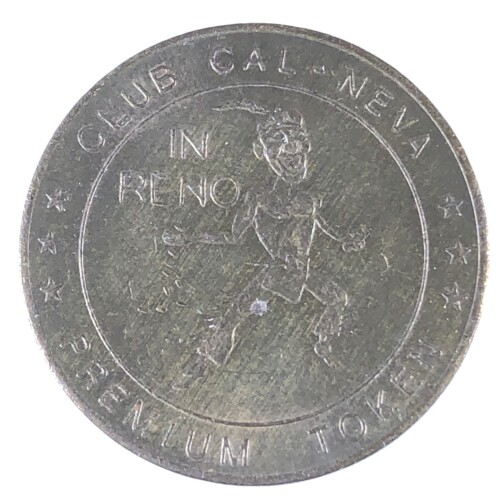 CLUB CAL-NEVA
IN
RENO
PREMIUM TOKEN